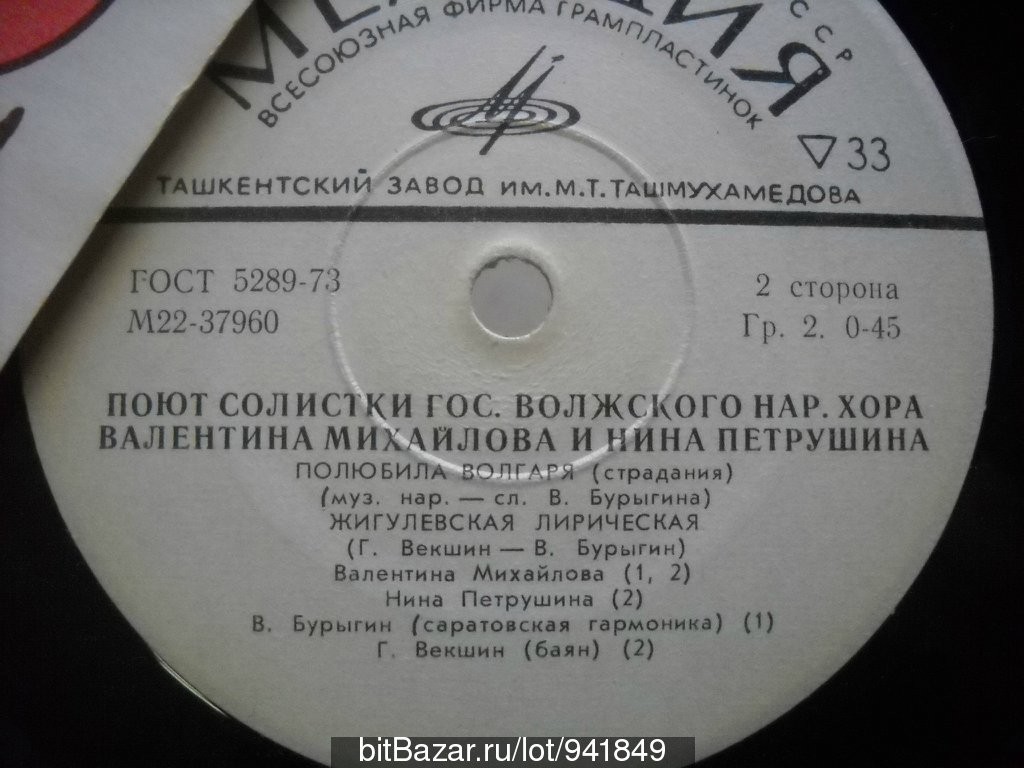 СССР
ВСЕСОЮЗНАЯ ФИРМА ГРАМПЛАСТИНОК
▽33
ТАШКЕНТСКИЙ ЗАВОД ИМ.М.Т.ТАШМУХАМЕДОВА
ГОСТ 5289-73
М22-37960
2 сторона
Гр. 2. 0-45
ПОЮТ СОЛИСТКИ ГОС. ВОЛЖСКОГО НАР. ХОРА
ВАЛЕНТИНА МИХАЙЛОВА И НИНА ПЕТРУШИНА
ПОЛЮБИЛА ВОЛГАРЯ (страдания)
(муз. нар. — сл. В. Бурыгина)
ЖИГУЛЕВСКАЯ ЛИРИЧЕСКАЯ
(Г. Векшин — В. Бурыгин)
Валентина Михайлова (1, 2)
Нина Петрушина (2)
В. Бурыгин (саратовская гармоника) (1)
Г. Векшин (баян) (2)
bitBazar.ru/lot/941849